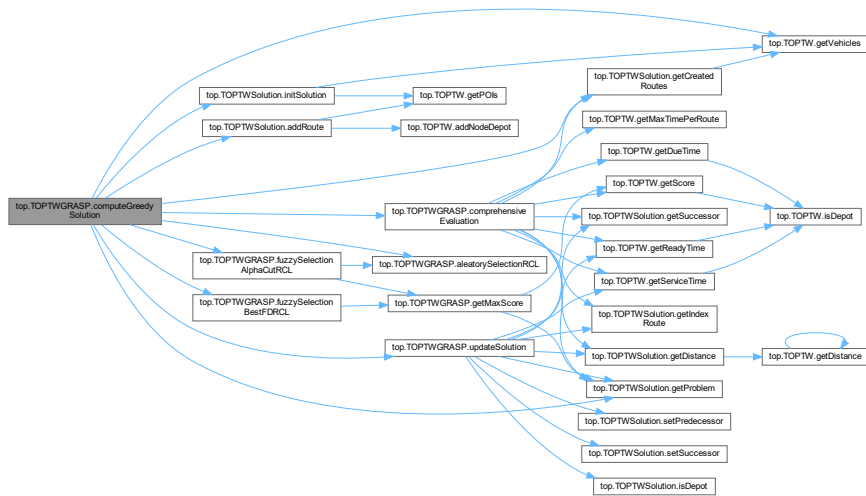 top.TOPTWGRASP.computeGreedy
Solution
top.TOPTWSolution.initSolution
top.TOPTWSolution.addRoute
top.TOPTWGRASP.fuzzySelection
AlphaCutRCL
top.TOPTWGRASP.fuzzySelection
BestFDRCL
top.TOPTW.getPOIs
top.TOPTW.addNodeDepot
top.TOPTWGRASP.comprehensive
Evaluation
top.TOPTWGRASP.aleatorySelectionRCL
top.TOPTWGRASP.getMaxScore
top.TOPTWGRASP.updateSolution
top.TOPTWSolution.getCreated
Routes
top.TOPTW.getMaxTimePerRoute
top.TOPTW.getDueTime
top.TOPTW.getScore
top.TOPTWSolution.getSuccessor
top.TOPTW.getReadyTime
top.TOPTW.getServiceTime
top.TOPTWSolution.getIndex
Route
top.TOPTWSolution.getDistance
top.TOPTWSolution.getProblem
top.TOPTWSolution.setPredecessor
top.TOPTWSolution.setSuccessor
top.TOPTWSolution.isDepot
top.TOPTW.getVehicles
top.TOPTW.isDepot
top.TOPTW.getDistance